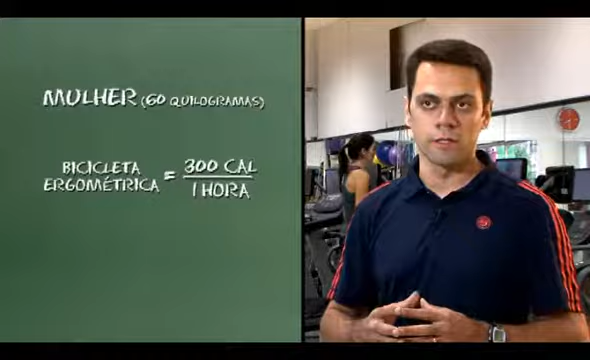 MULHER (60 QUILOGRAMAS)
BICICLETA
ERGOMÉTRICA = 300 CAL
1 HORA